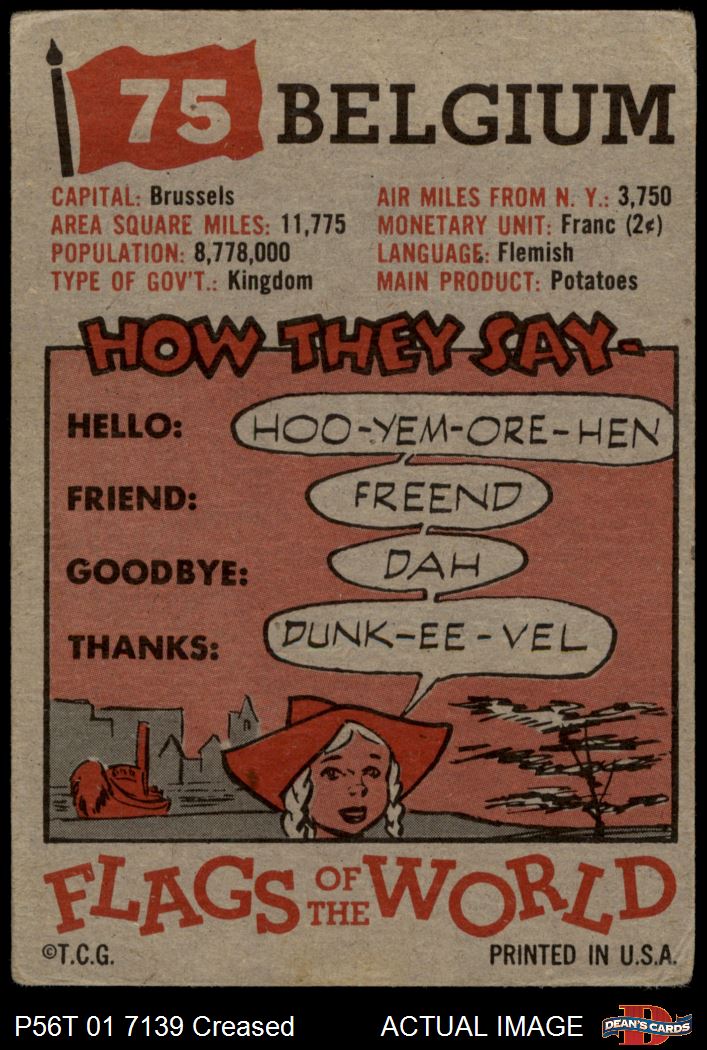 75 BELGIUM
CAPITAL: Brussels
AREA SQUARE MILES: 11,775
POPULATION: 8,778,000
TYPE OF GOV'T.: Kingdom
AIR MILES FROM N. Y.: 3,750
MONETARY UNIT: Franc (2¢)
LANGUAGE: Flemish
MAIN PRODUCT: Potatoes
HOW THEY SAY-
HELLO: HOO-YEM-ORE-HEN
FRIEND: FREEND
GOODBYE: DAH
THANKS: DUNK-EE-VEL
FLAGS OF THE WORLD
©T.C.G. PRINTED IN U.S.A.
P56T 01 7139 Creased ACTUAL IMAGE DEAN'S CARDS